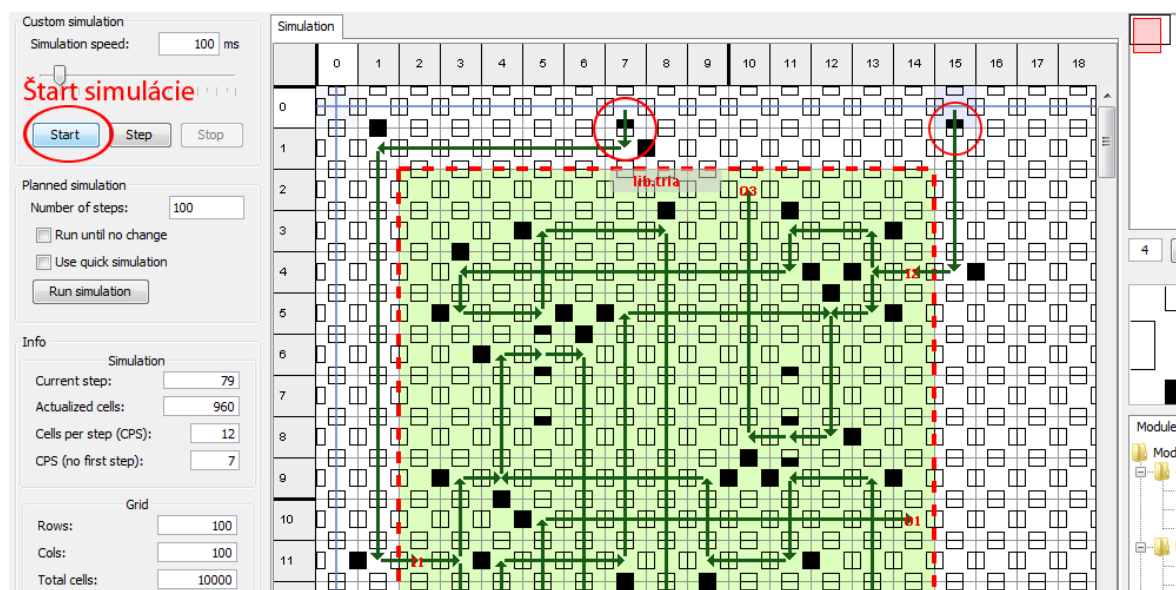 Custom simulation
Simulation speed: 100 ms
Štart simulácie
Start Step Stop
Planned simulation
Number of steps: 100
Run until no change
Use quick simulation
Run simulation
Info
Simulation
Current step: 79
Actualized cells: 960
Cells per step (CPS): 12
CPS (no first step): 7
Grid
Rows: 100
Cols: 100
Total cells: 10000
Simulation
0 1 2 3 4 5 6 7 8 9 10 11 12 13 14 15 16 17 18
0
1
2
3
4
5
6
7
8
9
10
11
lib.trla
O3
I2
O1
I1
4
Module
Mod